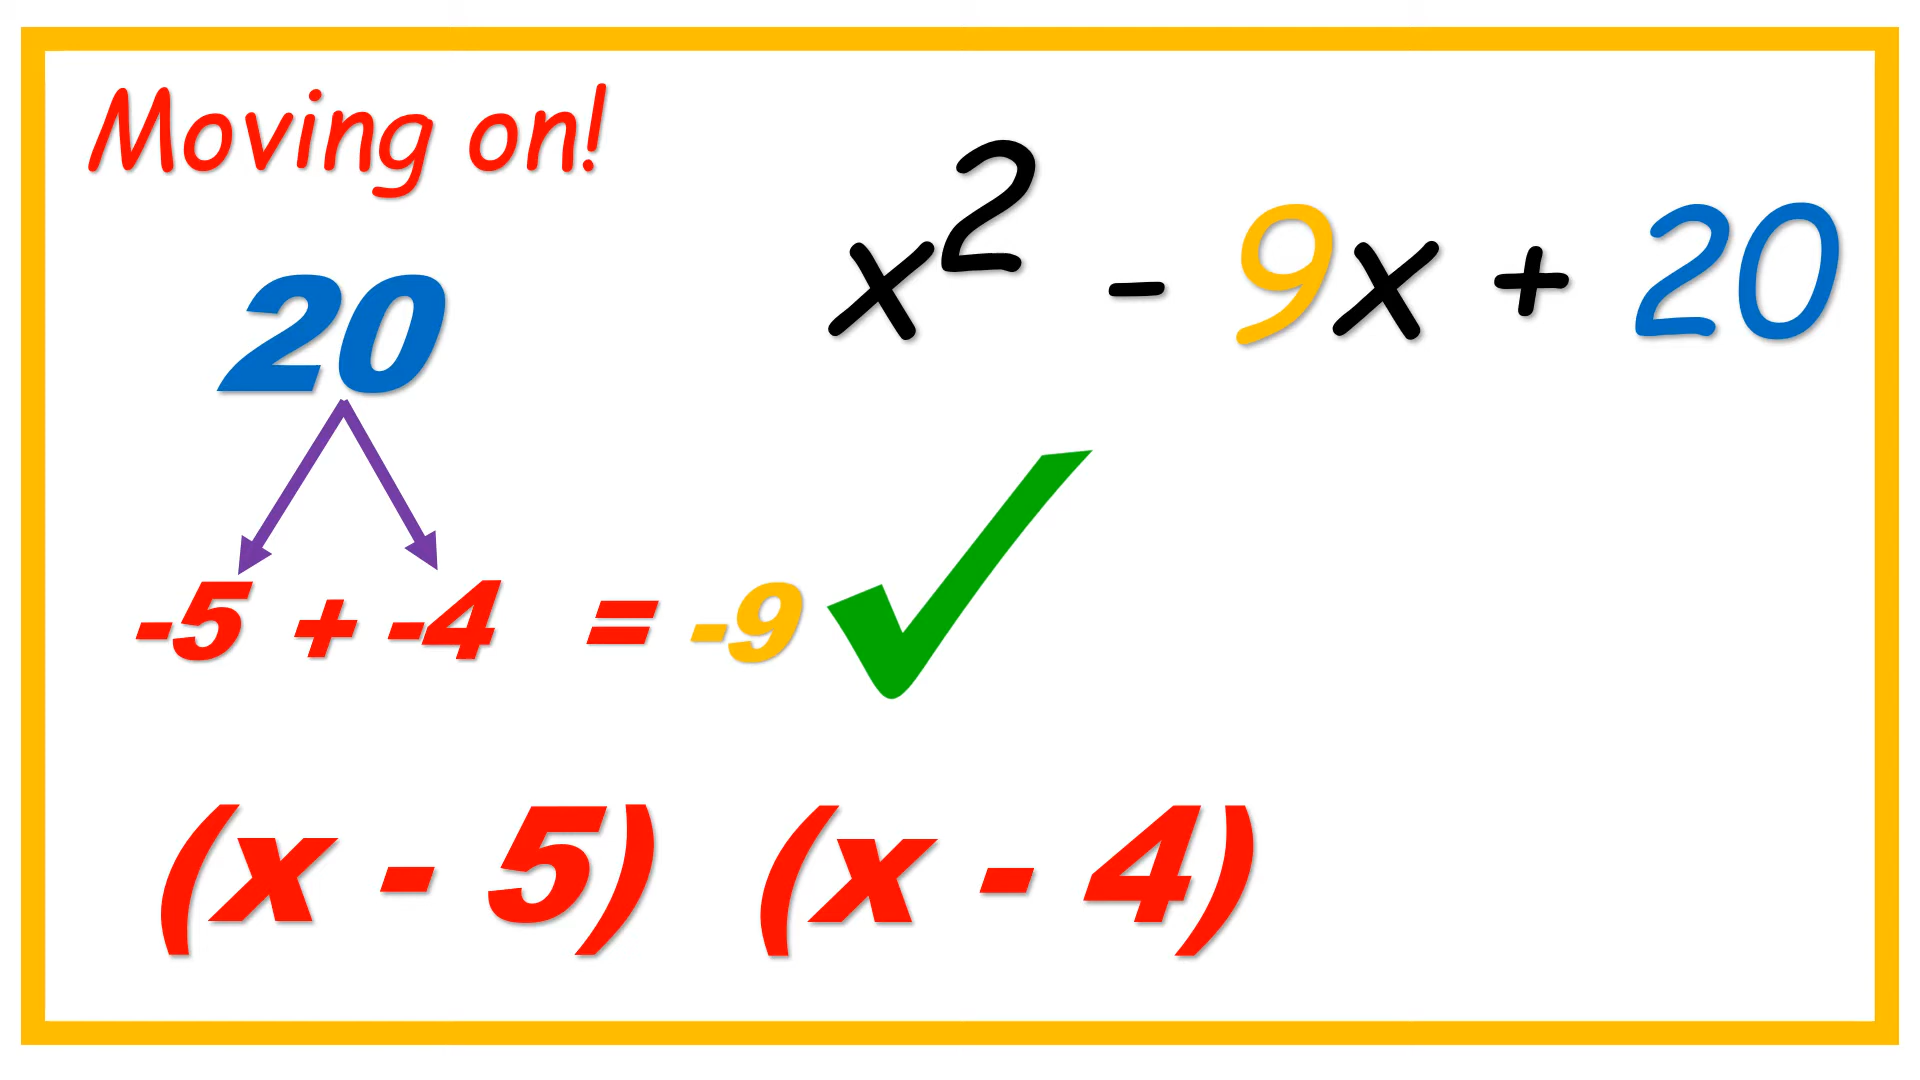 Moving on!
x² - 9x + 20
20
-5 + -4 = -9
(x - 5) (x - 4)